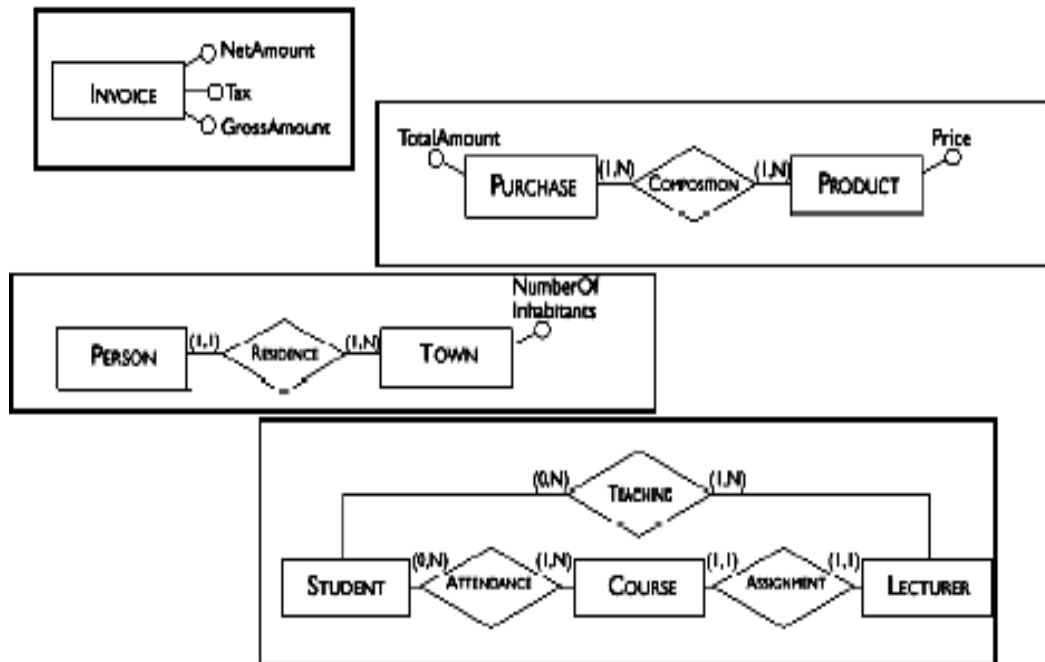 NetAmount
INVOICE
Tax
GrossAmount
TotalAmount
Price
PURCHASE
(1,N)
COMPOSITION
(1,N)
PRODUCT
NumberOf
Inhabitants
PERSON
(1,1)
RESIDENCE
(1,N)
TOWN
(0,N)
TEACHING
(1,N)
STUDENT
(0,N)
ATTENDANCE
(1,N)
COURSE
(1,1)
ASSIGNMENT
(1,1)
LECTURER